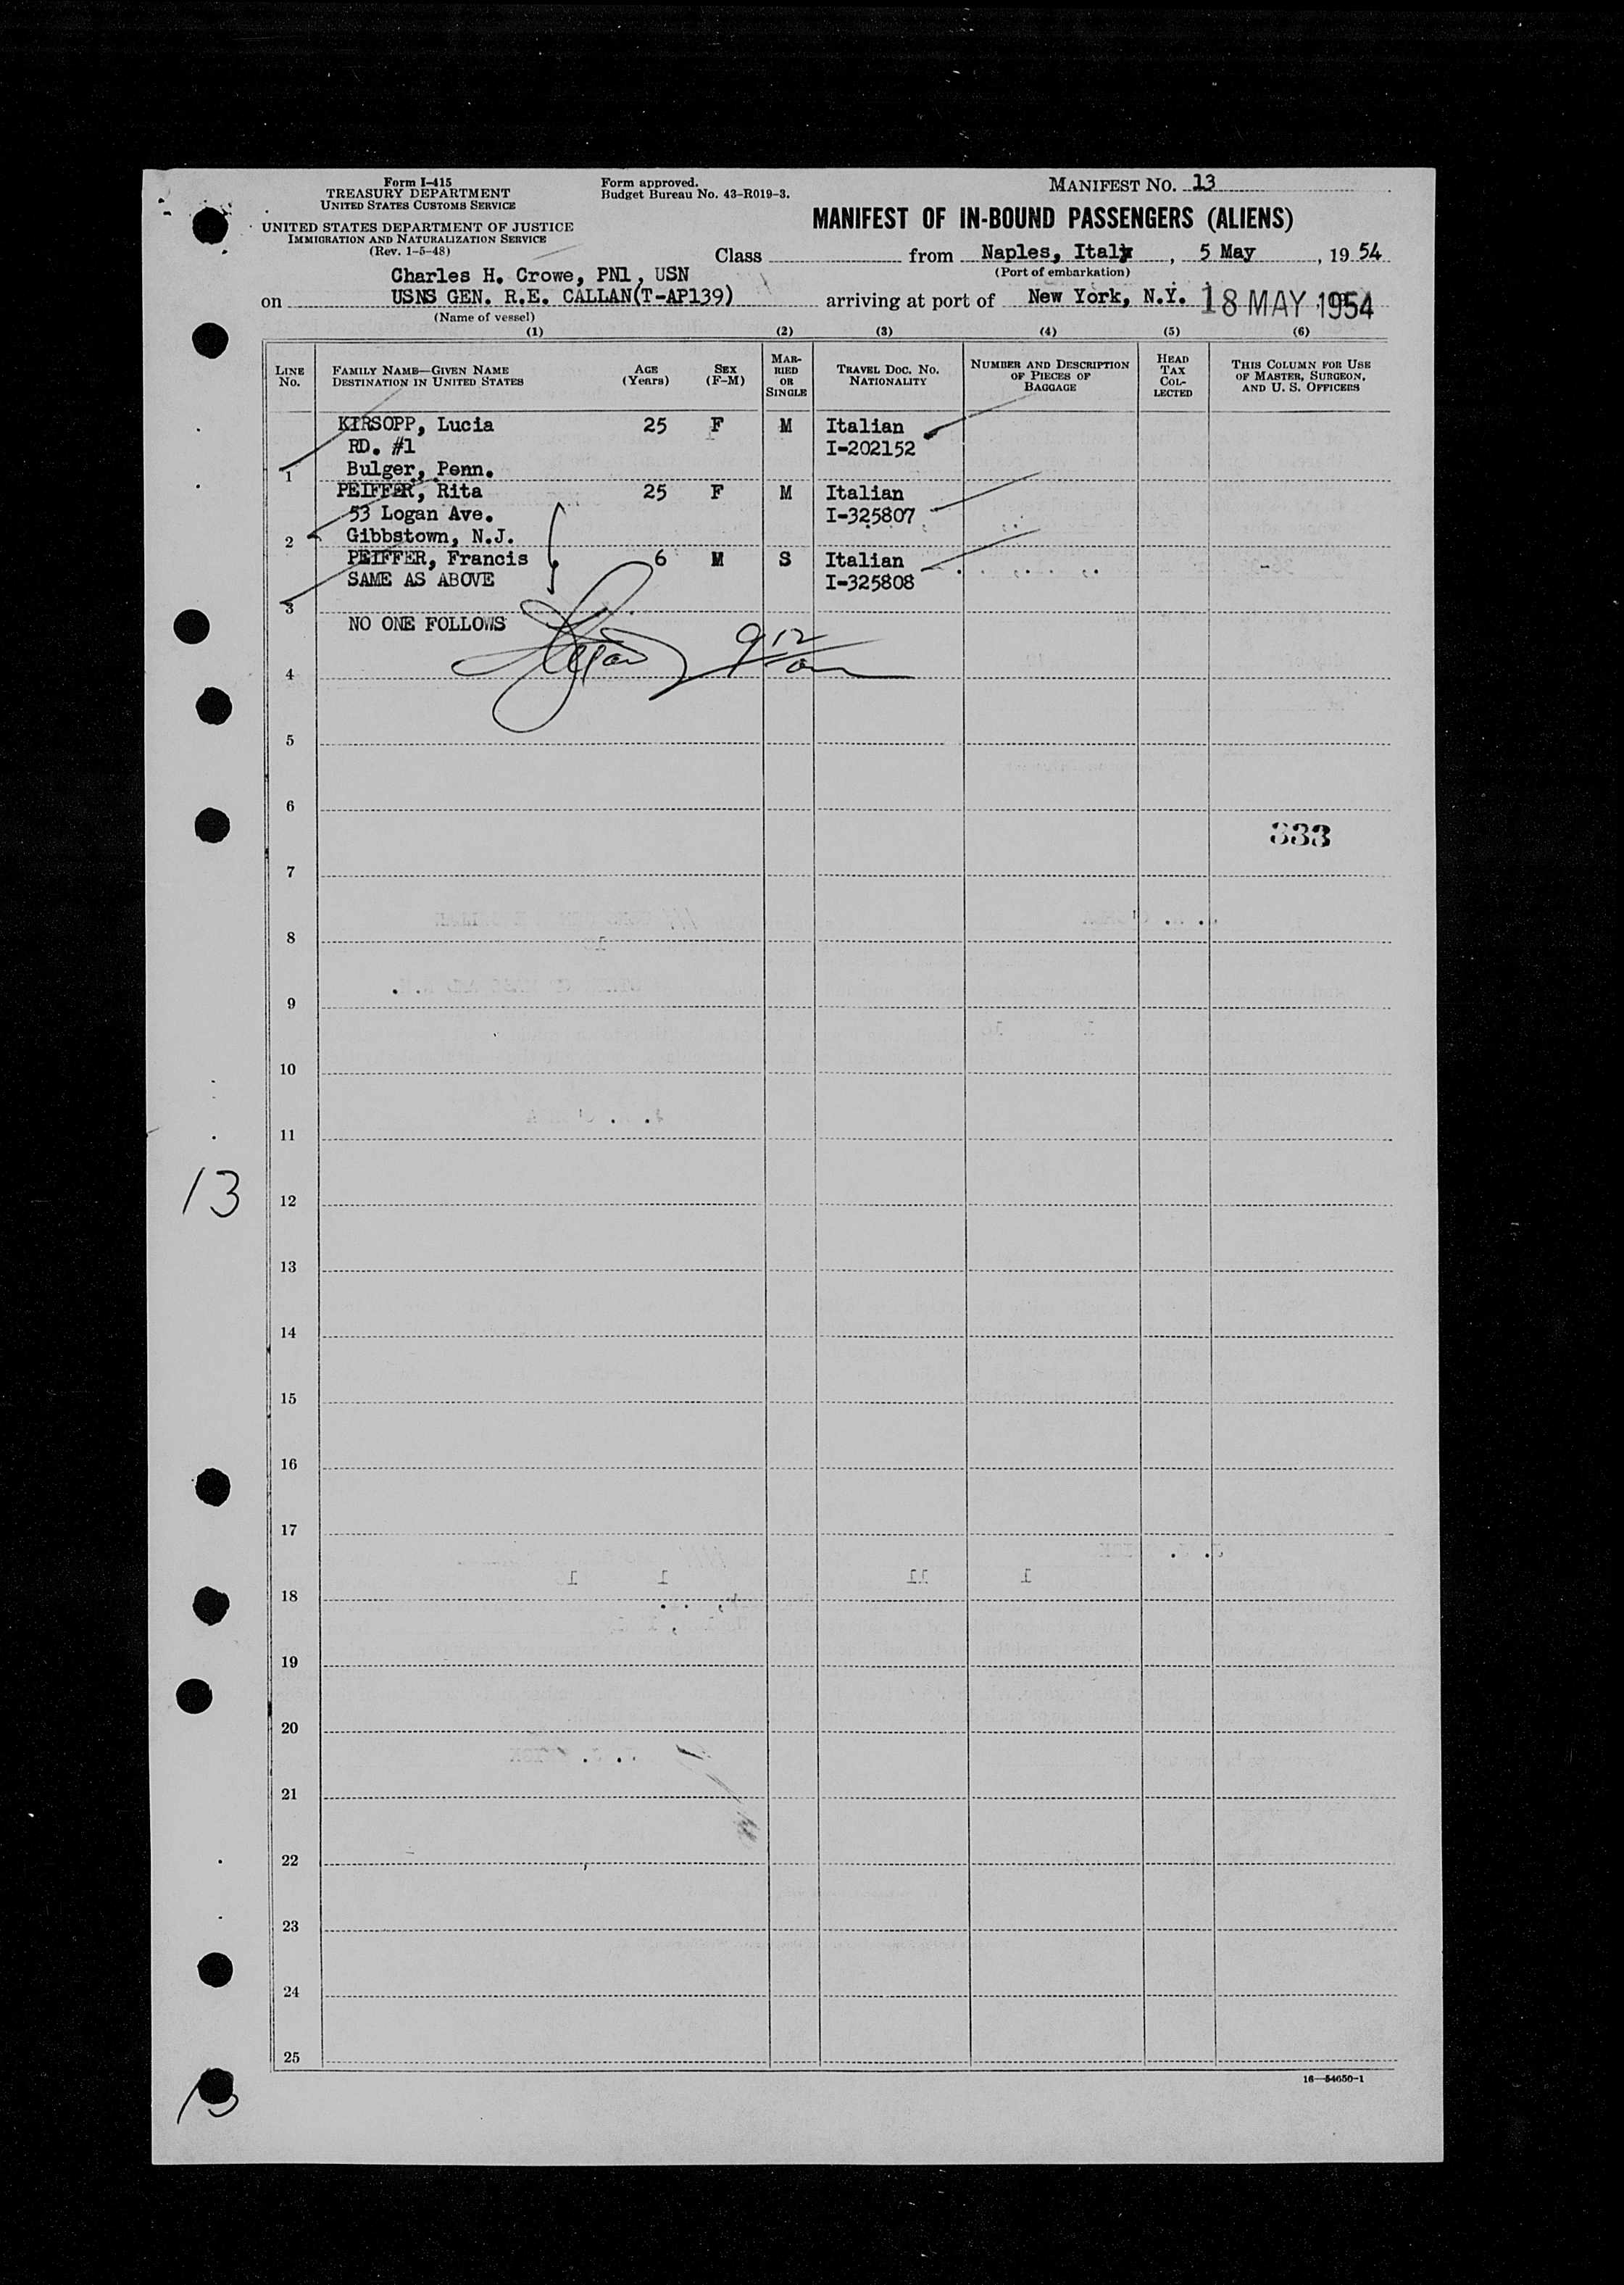 Form I-415
TREASURY DEPARTMENT
UNITED STATES CUSTOMS SERVICE
UNITED STATES DEPARTMENT OF JUSTICE
IMMIGRATION AND NATURALIZATION SERVICE
(Rev. 1-5-48)
Form approved.
Budget Bureau No. 43-R019-3.
MANIFEST NO. 13
MANIFEST OF IN-BOUND PASSENGERS (ALIENS)
Class from Naples, Italy, 5 May, 1954
(Port of embarkation)
Charles H. Crowe, PN1, USN
on USNS GEN. R.E. CALLAN(T-AP139) arriving at port of New York, N.Y. 18 MAY 1954
(Name of vessel)
(1) (2) (3) (4) (5) (6)
LINE No. FAMILY NAME—GIVEN NAME DESTINATION IN UNITED STATES AGE (Years) SEX (F-M) MARRIED OR SINGLE TRAVEL DOC. NO. NATIONALITY NUMBER AND DESCRIPTION OF PIECES OF BAGGAGE HEAD TAX COLLECTED THIS COLUMN FOR USE OF MASTER, SURGEON, AND U. S. OFFICERS
KIRSOPP, Lucia 25 F M Italian
RD. #1 I-202152
1 Bulger, Penn.
PEIFFER, Rita 25 F M Italian
53 Logan Ave. I-325807
2 Gibbstown, N.J.
PEIFFER, Francis 6 M S Italian
SAME AS ABOVE I-325808
3
NO ONE FOLLOWS
4
5
6
333
7
8
9
10
11
13
12
13
14
15
16
17
18
19
20
21
22
23
24
25
16—54650-1
13